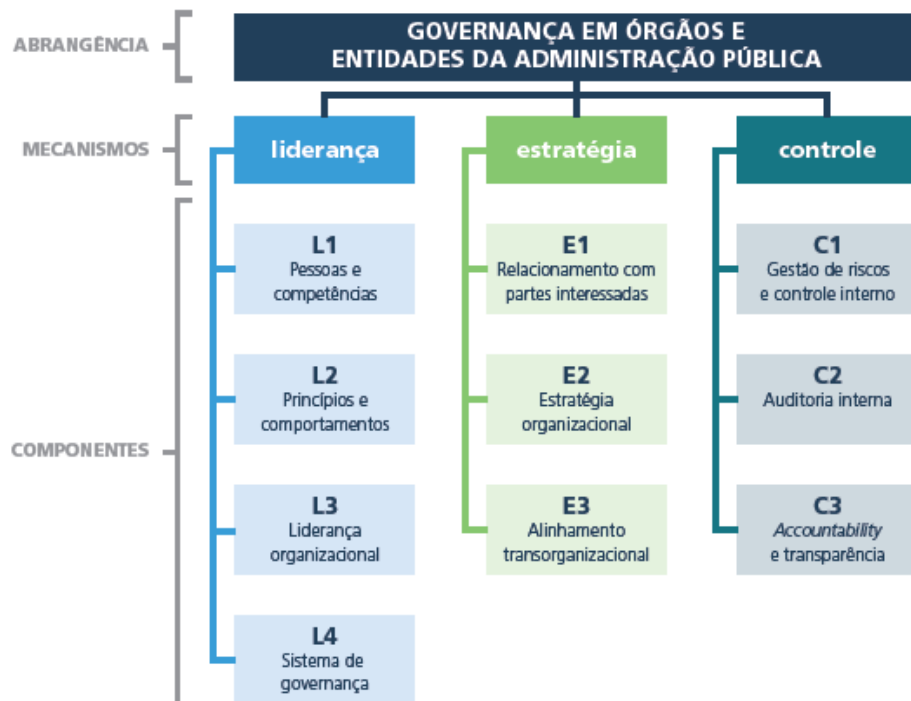 ABRANGÊNCIA
GOVERNANÇA EM ÓRGÃOS E
ENTIDADES DA ADMINISTRAÇÃO PÚBLICA
MECANISMOS
liderança
estratégia
controle
COMPONENTES
L1
Pessoas e
competências
L2
Princípios e
comportamentos
L3
Liderança
organizacional
L4
Sistema de
governança
E1
Relacionamento com
partes interessadas
E2
Estratégia
organizacional
E3
Alinhamento
transorganizacional
C1
Gestão de riscos
e controle interno
C2
Auditoria interna
C3
Accountability
e transparência